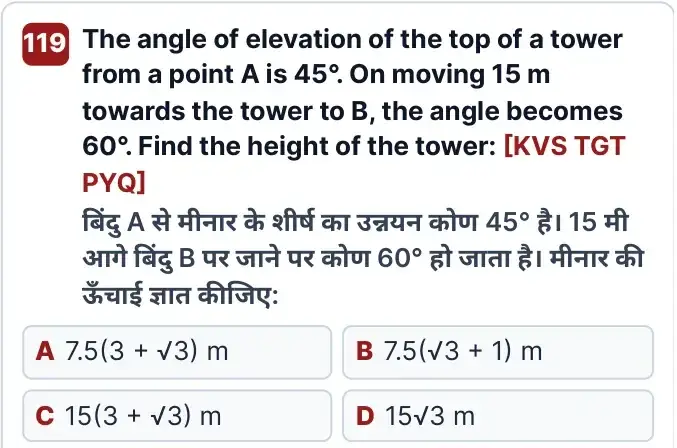 119 The angle of elevation of the top of a tower
from a point A is 45°. On moving 15 m
towards the tower to B, the angle becomes
60°. Find the height of the tower: [KVS TGT
PYQ]
बिंदु A से मीनार के शीर्ष का उन्नयन कोण 45° है। 15 मी
आगे बिंदु B पर जाने पर कोण 60° हो जाता है। मीनार की
ऊँचाई ज्ञात कीजिए:
A 7.5(3 + √3) m
B 7.5(√3 + 1) m
C 15(3 + √3) m
D 15√3 m